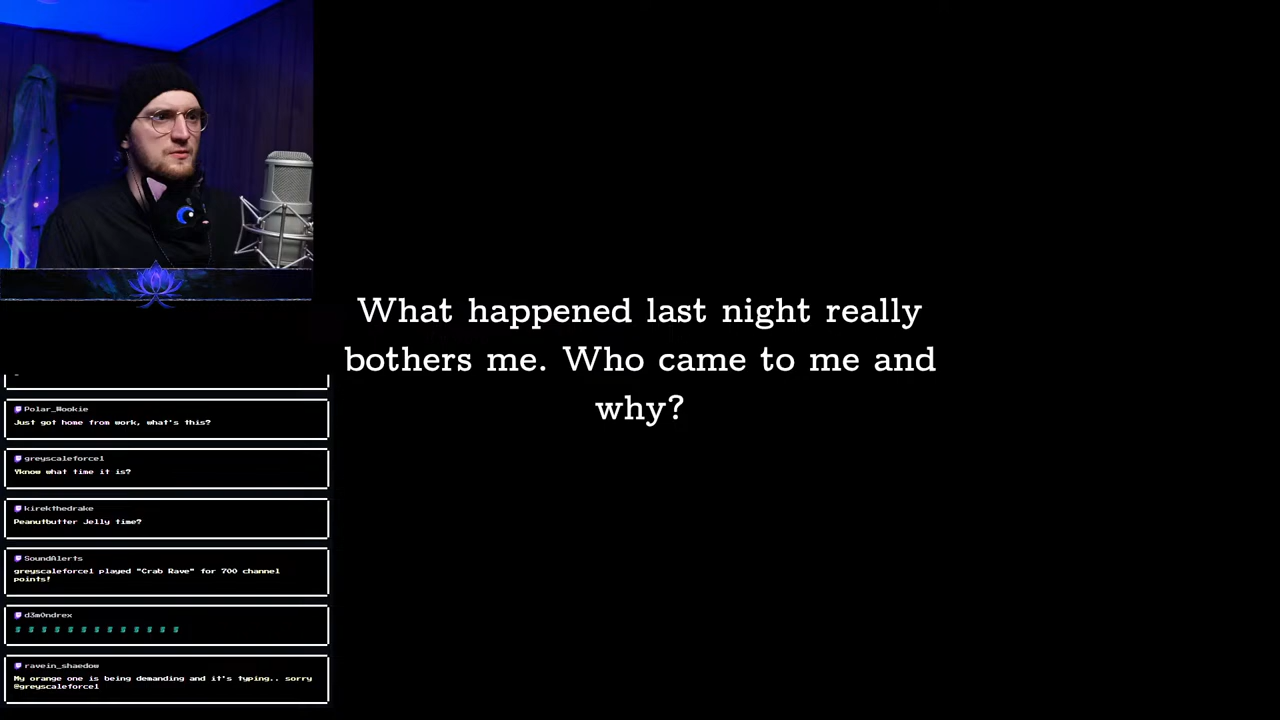 What happened last night really
bothers me. Who came to me and
why?
Polar_Wookie
Just got home from work, what's this?
greyscaleforce1
Yknow what time it is?
kirekthedrake
Peanutbutter Jelly time?
SoundAlerts
greyscaleforce1 played "Crab Rave" for 700 channel
points!
d3m0ndrex
ravein_shaedow
My orange one is being demanding and it's typing.. sorry
@greyscaleforce1